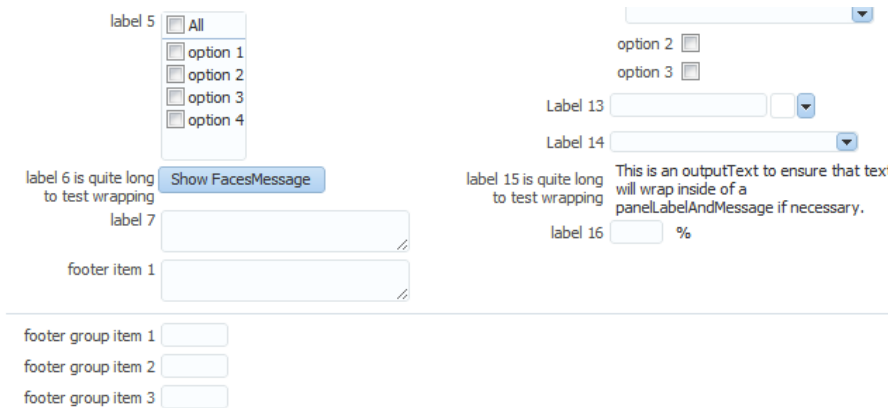 label 5
All
option 1
option 2
option 3
option 4
label 6 is quite long
to test wrapping
Show FacesMessage
label 7
footer item 1
option 2
option 3
Label 13
Label 14
label 15 is quite long
to test wrapping
This is an outputText to ensure that text
will wrap inside of a
panelLabelAndMessage if necessary.
label 16
%
footer group item 1
footer group item 2
footer group item 3